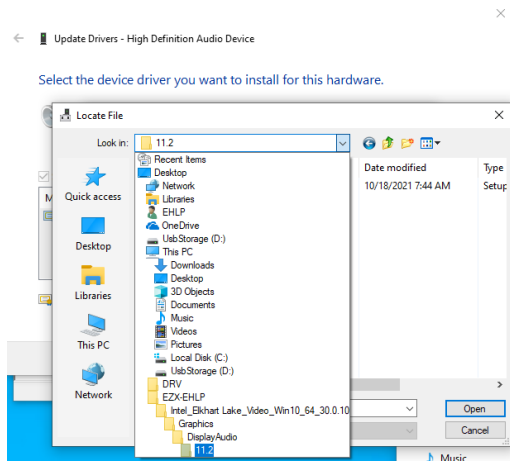 Update Drivers - High Definition Audio Device
Select the device driver you want to install for this hardware.
Locate File
Look in:
11.2
Recent Items
Desktop
Network
Libraries
EHLP
OneDrive
UsbStorage (D:)
This PC
Downloads
Desktop
3D Objects
Documents
Music
Videos
Pictures
Local Disk (C:)
UsbStorage (D:)
DRV
EZX-EHLP
Intel_Elkhart Lake_Video_Win10_64_30.0.10
Graphics
DisplayAudio
11.2
Quick access
Desktop
Libraries
This PC
Network
Date modified
Type
10/18/2021 7:44 AM
Setup
Open
Cancel
M
Music